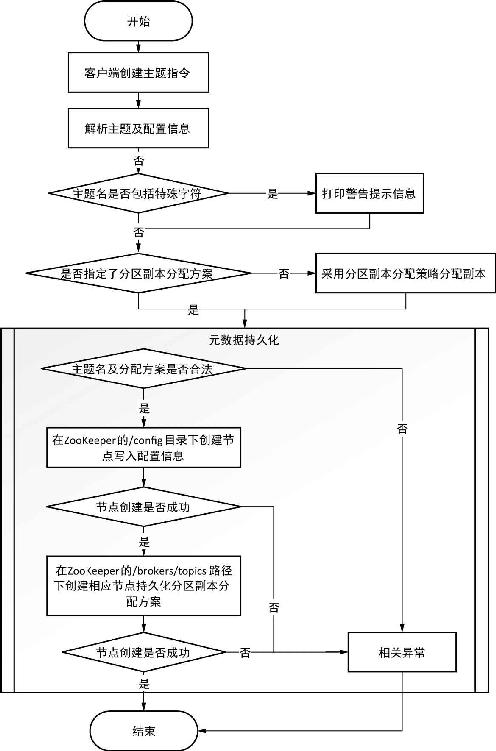 开始
客户端创建主题指令
解析主题及配置信息
否
主题名是否包括特殊字符
是
打印警告提示信息
否
是否指定了分区副本分配方案
否
采用分区副本分配策略分配副本
是
元数据持久化
主题名及分配方案是否合法
是
否
在ZooKeeper的/config目录下创建节
点写入配置信息
节点创建是否成功
是
在ZooKeeper的/brokers/topics 路径
下创建相应节点持久化分区副本分
配方案
否
节点创建是否成功
否
相关异常
是
结束